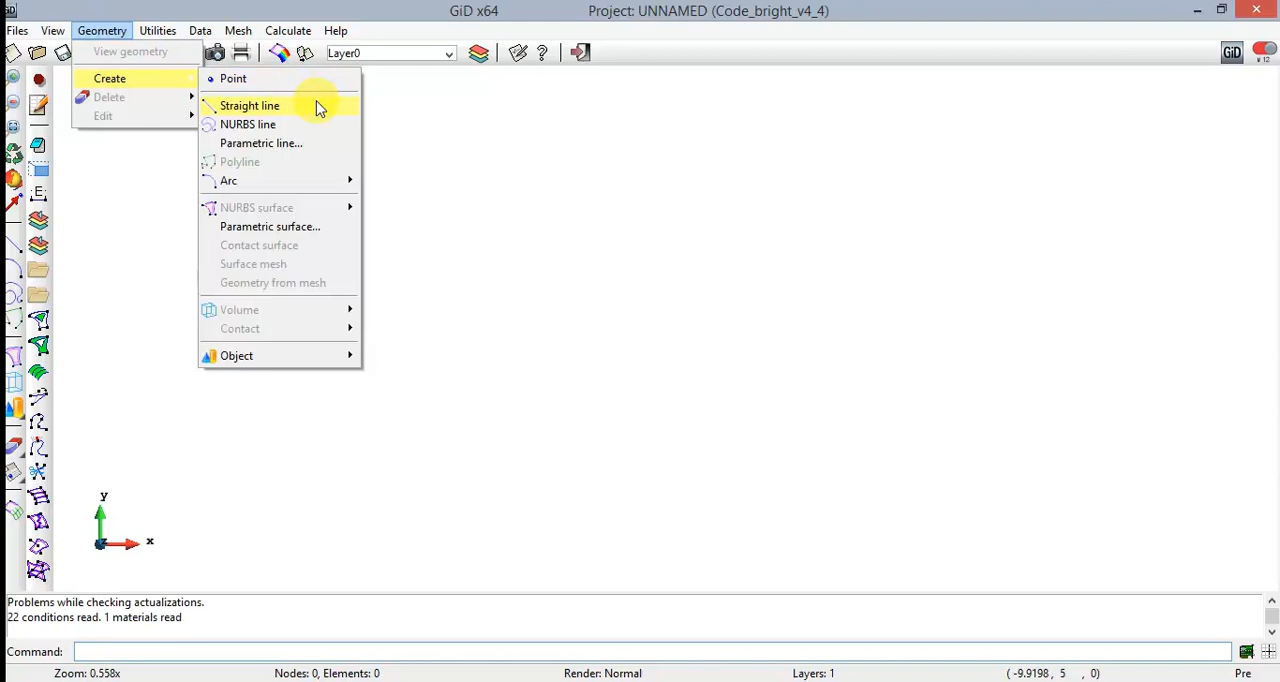 GiD
GiD x64
Project: UNNAMED (Code_bright_v4_4)
Files
View
Geometry
Utilities
Data
Mesh
Calculate
Help
View geometry
Layer0
GiD
v 12
Create
Delete
Edit
Point
Straight line
NURBS line
Parametric line...
Polyline
Arc
NURBS surface
Parametric surface...
Contact surface
Surface mesh
Geometry from mesh
Volume
Contact
Object
.E.
y
z
x
Problems while checking actualizations.
22 conditions read. 1 materials read
Command:
Zoom: 0.558x
Nodes: 0, Elements: 0
Render: Normal
Layers: 1
( -9.9198, 5 , 0)
Pre